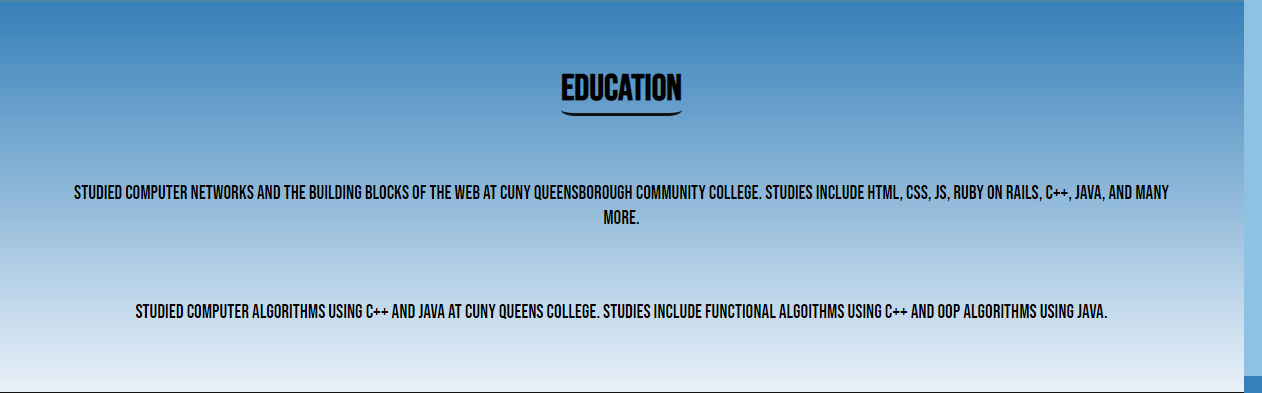 EDUCATION
STUDIED COMPUTER NETWORKS AND THE BUILDING BLOCKS OF THE WEB AT CUNY QUEENSBOROUGH COMMUNITY COLLEGE. STUDIES INCLUDE HTML, CSS, JS, RUBY ON RAILS, C++, JAVA, AND MANY
MORE.
STUDIED COMPUTER ALGORITHMS USING C++ AND JAVA AT CUNY QUEENS COLLEGE. STUDIES INCLUDE FUNCTIONAL ALGOITHMS USING C++ AND OOP ALGORITHMS USING JAVA.